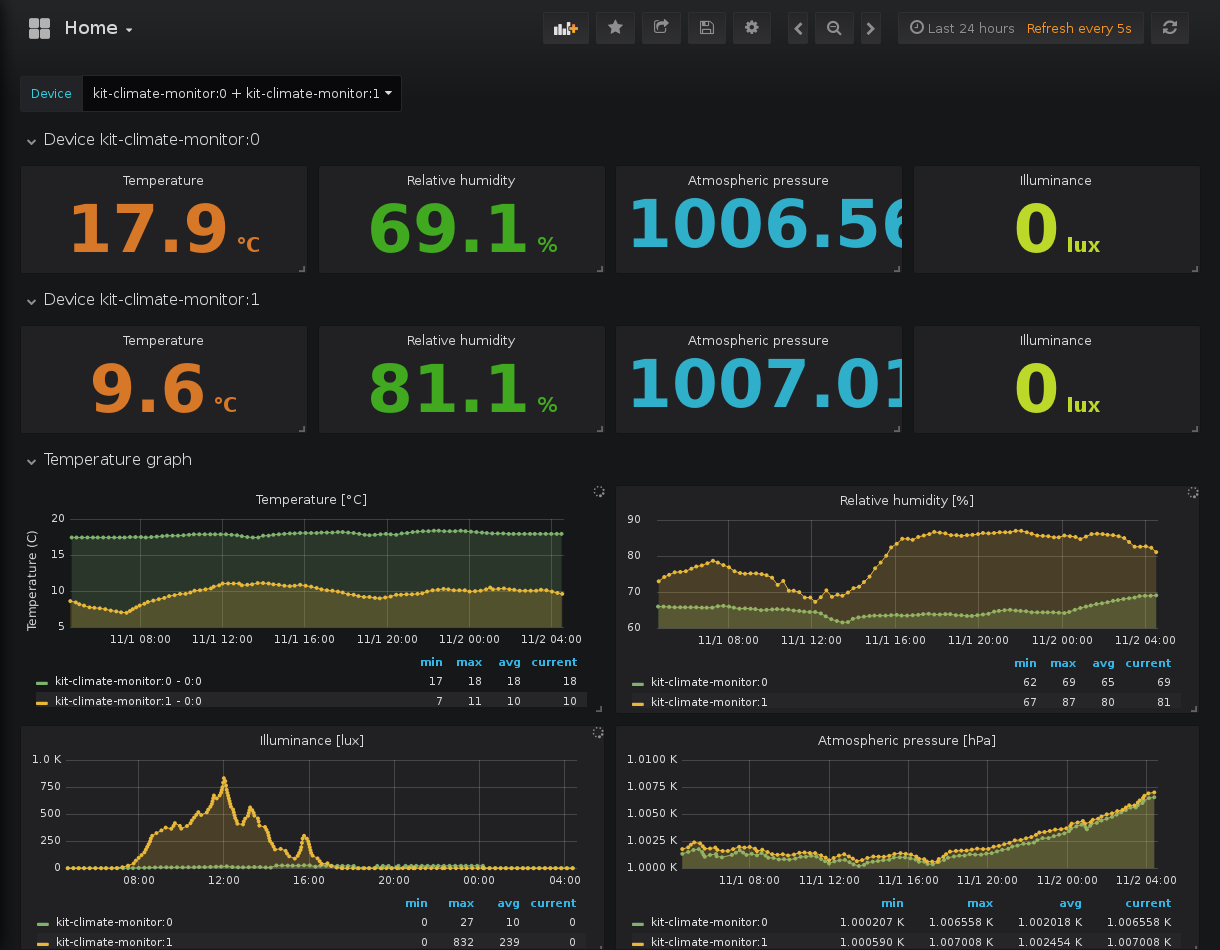 Home
Last 24 hours Refresh every 5s
Device kit-climate-monitor:0 + kit-climate-monitor:1
Device kit-climate-monitor:0
Temperature Relative humidity Atmospheric pressure Illuminance
17.9 °C 69.1 % 1006.56 0 lux
Device kit-climate-monitor:1
Temperature Relative humidity Atmospheric pressure Illuminance
9.6 °C 81.1 % 1007.01 0 lux
Temperature graph
Temperature [°C]
Temperature (C)
20
15
10
5
11/1 08:00 11/1 12:00 11/1 16:00 11/1 20:00 11/2 00:00 11/2 04:00
min max avg current
kit-climate-monitor:0 - 0:0 17 18 18 18
kit-climate-monitor:1 - 0:0 7 11 10 10
Relative humidity [%]
90
80
70
60
11/1 08:00 11/1 12:00 11/1 16:00 11/1 20:00 11/2 00:00 11/2 04:00
min max avg current
kit-climate-monitor:0 62 69 65 69
kit-climate-monitor:1 67 87 80 81
Illuminance [lux]
1.0 K
750
500
250
0
08:00 12:00 16:00 20:00 00:00 04:00
min max avg current
kit-climate-monitor:0 0 27 10 0
kit-climate-monitor:1 0 832 239 0
Atmospheric pressure [hPa]
1.0100 K
1.0075 K
1.0050 K
1.0025 K
1.0000 K
11/1 08:00 11/1 12:00 11/1 16:00 11/1 20:00 11/2 00:00 11/2 04:00
min max avg current
kit-climate-monitor:0 1.000207 K 1.006558 K 1.002018 K 1.006558 K
kit-climate-monitor:1 1.000590 K 1.007008 K 1.002454 K 1.007008 K